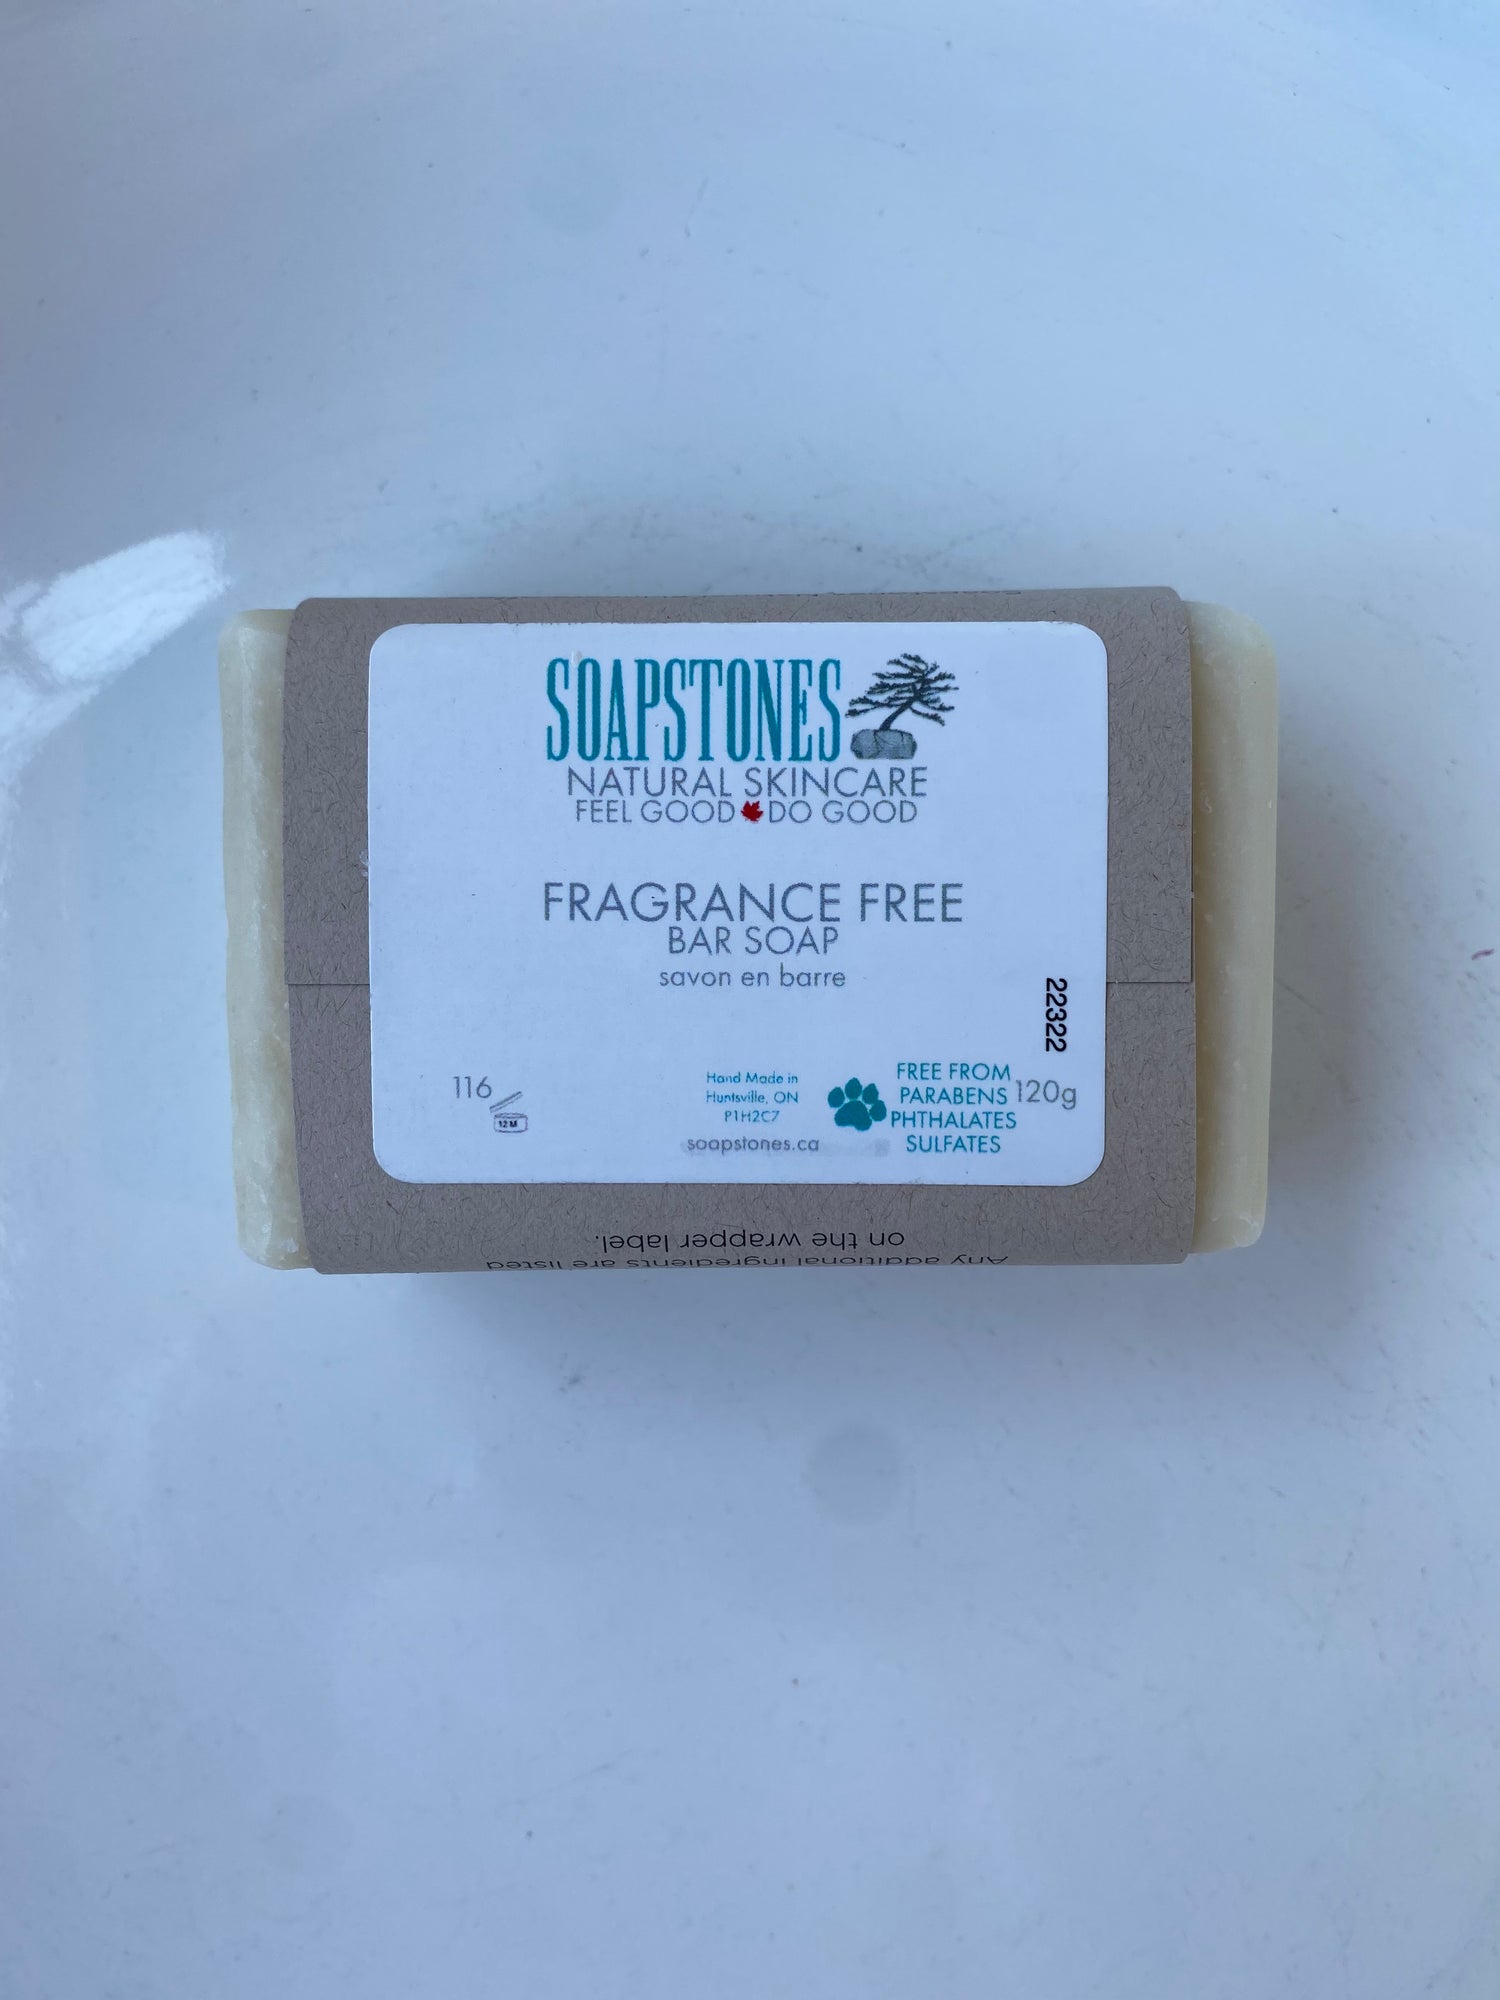 SOAPSTONES
NATURAL SKINCARE
FEEL GOOD DO GOOD
FRAGRANCE FREE
BAR SOAP
savon en barre
22322
116
12M
Hand Made in
Huntsville, ON
P1H2C7
soapstones.ca
FREE FROM
PARABENS
PHTHALATES
SULFATES
120g
Any additional ingredients are listed
on the wrapper label.